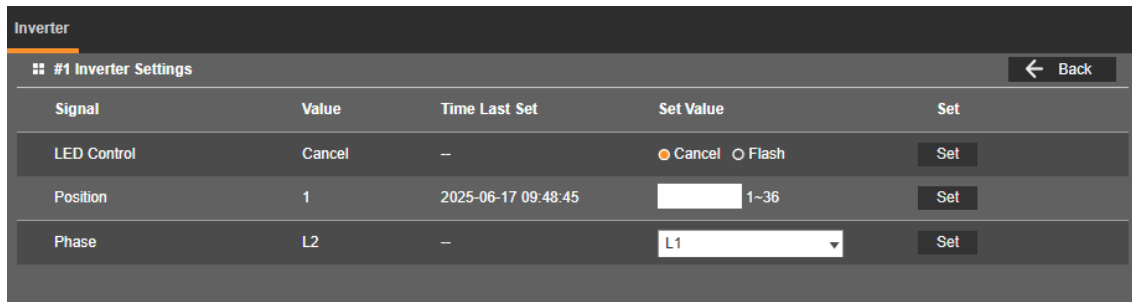 Inverter
#1 Inverter Settings
← Back
Signal Value Time Last Set Set Value Set
LED Control Cancel -- Cancel Flash Set
Position 1 2025-06-17 09:48:45 1~36 Set
Phase L2 -- L1 Set